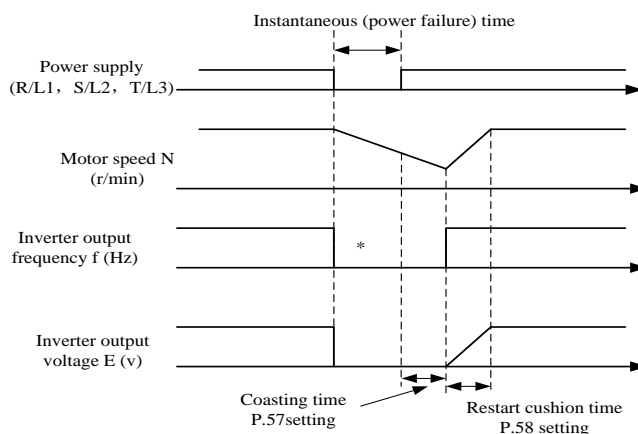 Instantaneous (power failure) time
Power supply
(R/L1，S/L2，T/L3)
Motor speed N
(r/min)
Inverter output
frequency f (Hz)
*
Inverter output
voltage E (v)
Coasting time
P.57setting
Restart cushion time
P.58 setting